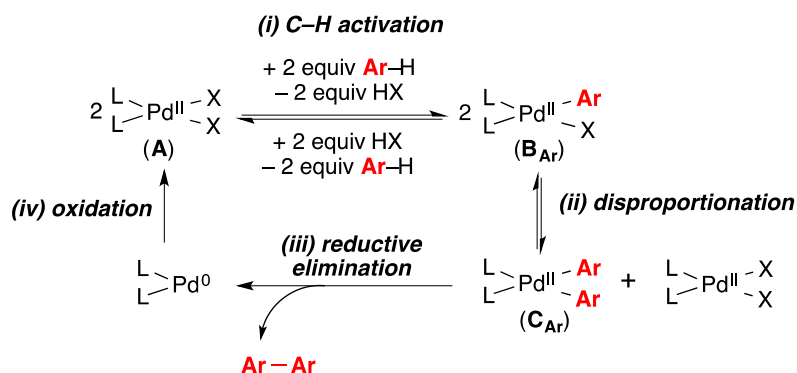 (i) C–H activation
+ 2 equiv Ar–H
– 2 equiv HX
2 L L Pd^II X X
(A)
2 L L Pd^II Ar X
(B_Ar)
+ 2 equiv HX
– 2 equiv Ar–H
(iv) oxidation
(ii) disproportionation
(iii) reductive
elimination
L L Pd^0
L L Pd^II Ar Ar + L L Pd^II X X
(C_Ar)
Ar – Ar